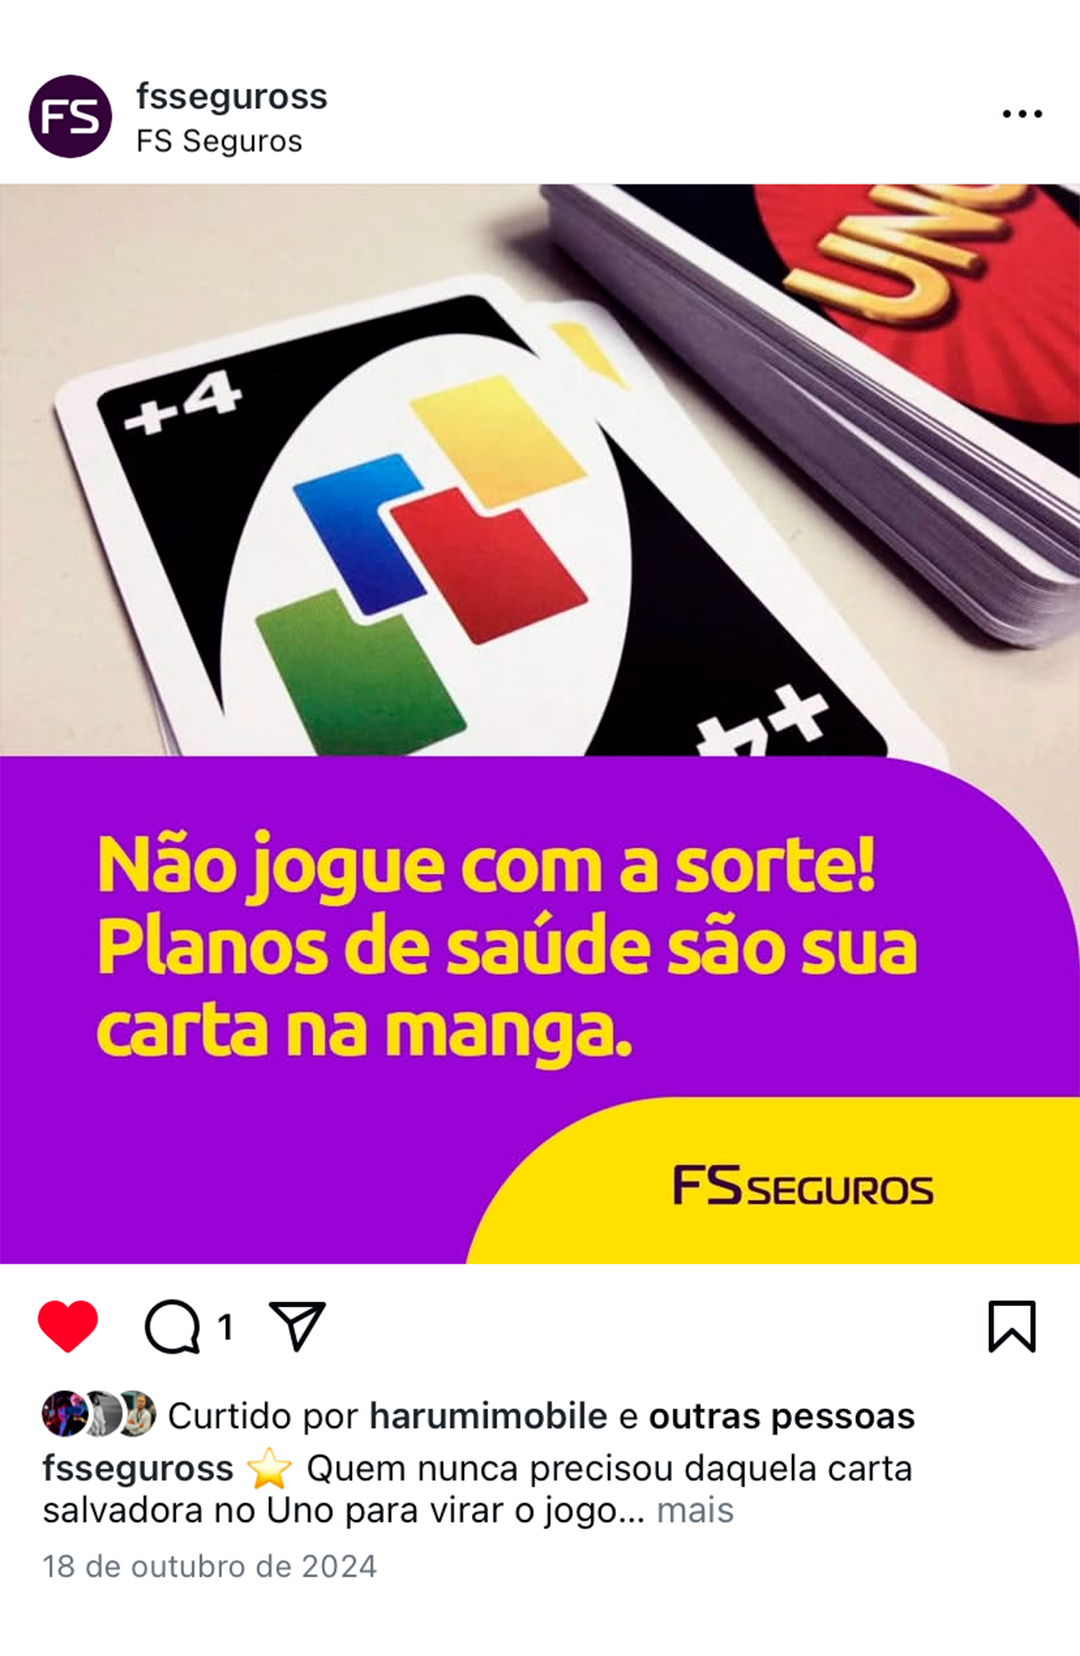 FS
fsseguross
FS Seguros
UNO
+4
+4
Não jogue com a sorte!
Planos de saúde são sua
carta na manga.
FS SEGUROS
1
Curtido por harumimobile e outras pessoas
fsseguross ⭐ Quem nunca precisou daquela carta
salvadora no Uno para virar o jogo... mais
18 de outubro de 2024